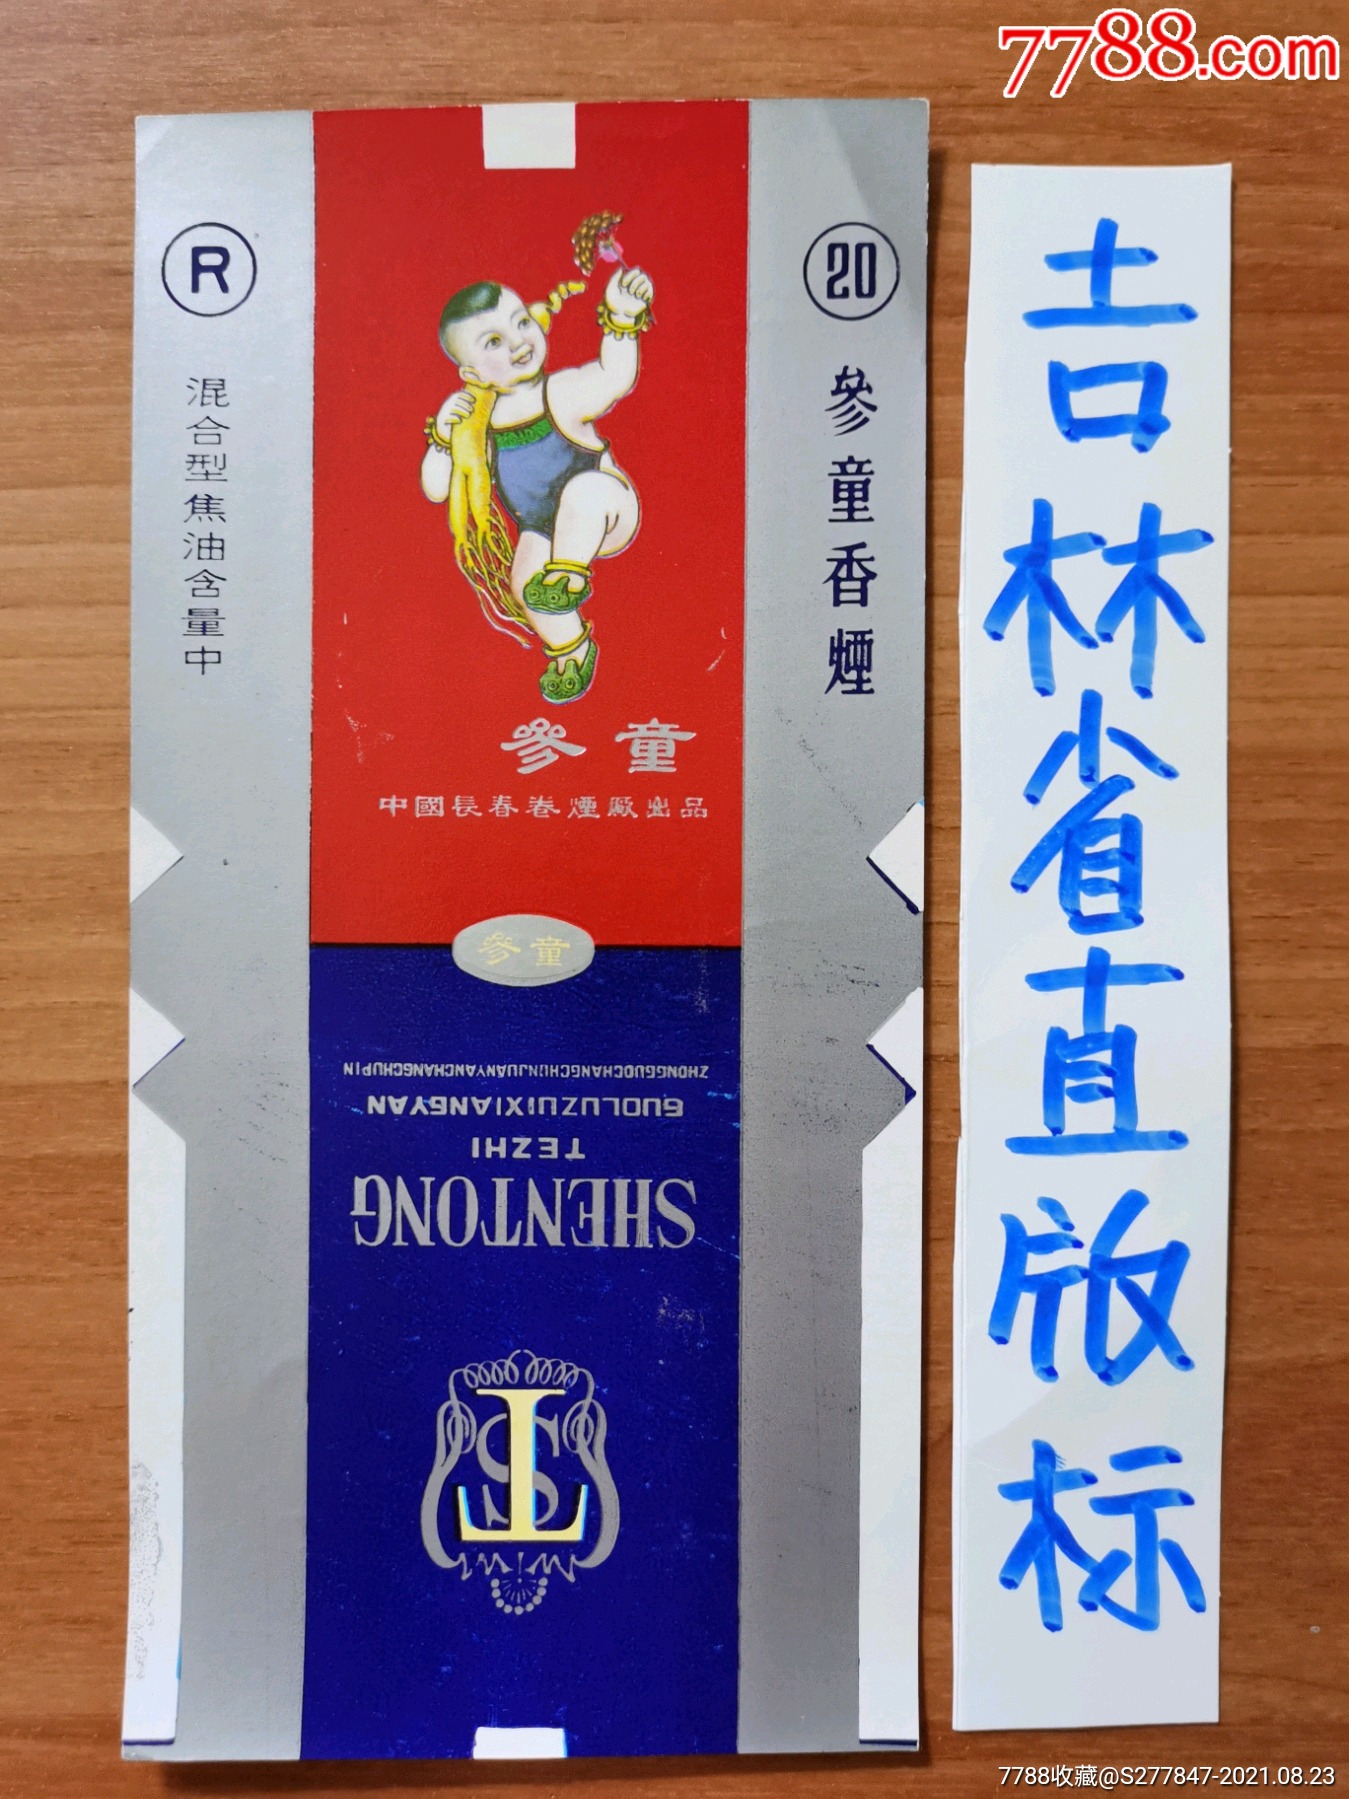 7788.com
R
混合型焦油含量中
20
參童香煙
參童
中國長春卷煙厰出品
參童
ZHONGGUOCHANGCHUNJUANYANCHANGCHUPIN
GUOLUZUIXIANGYAN
TEZHI
SHENTONG
ST
吉林省直版标
7788收藏@S277847-2021.08.23